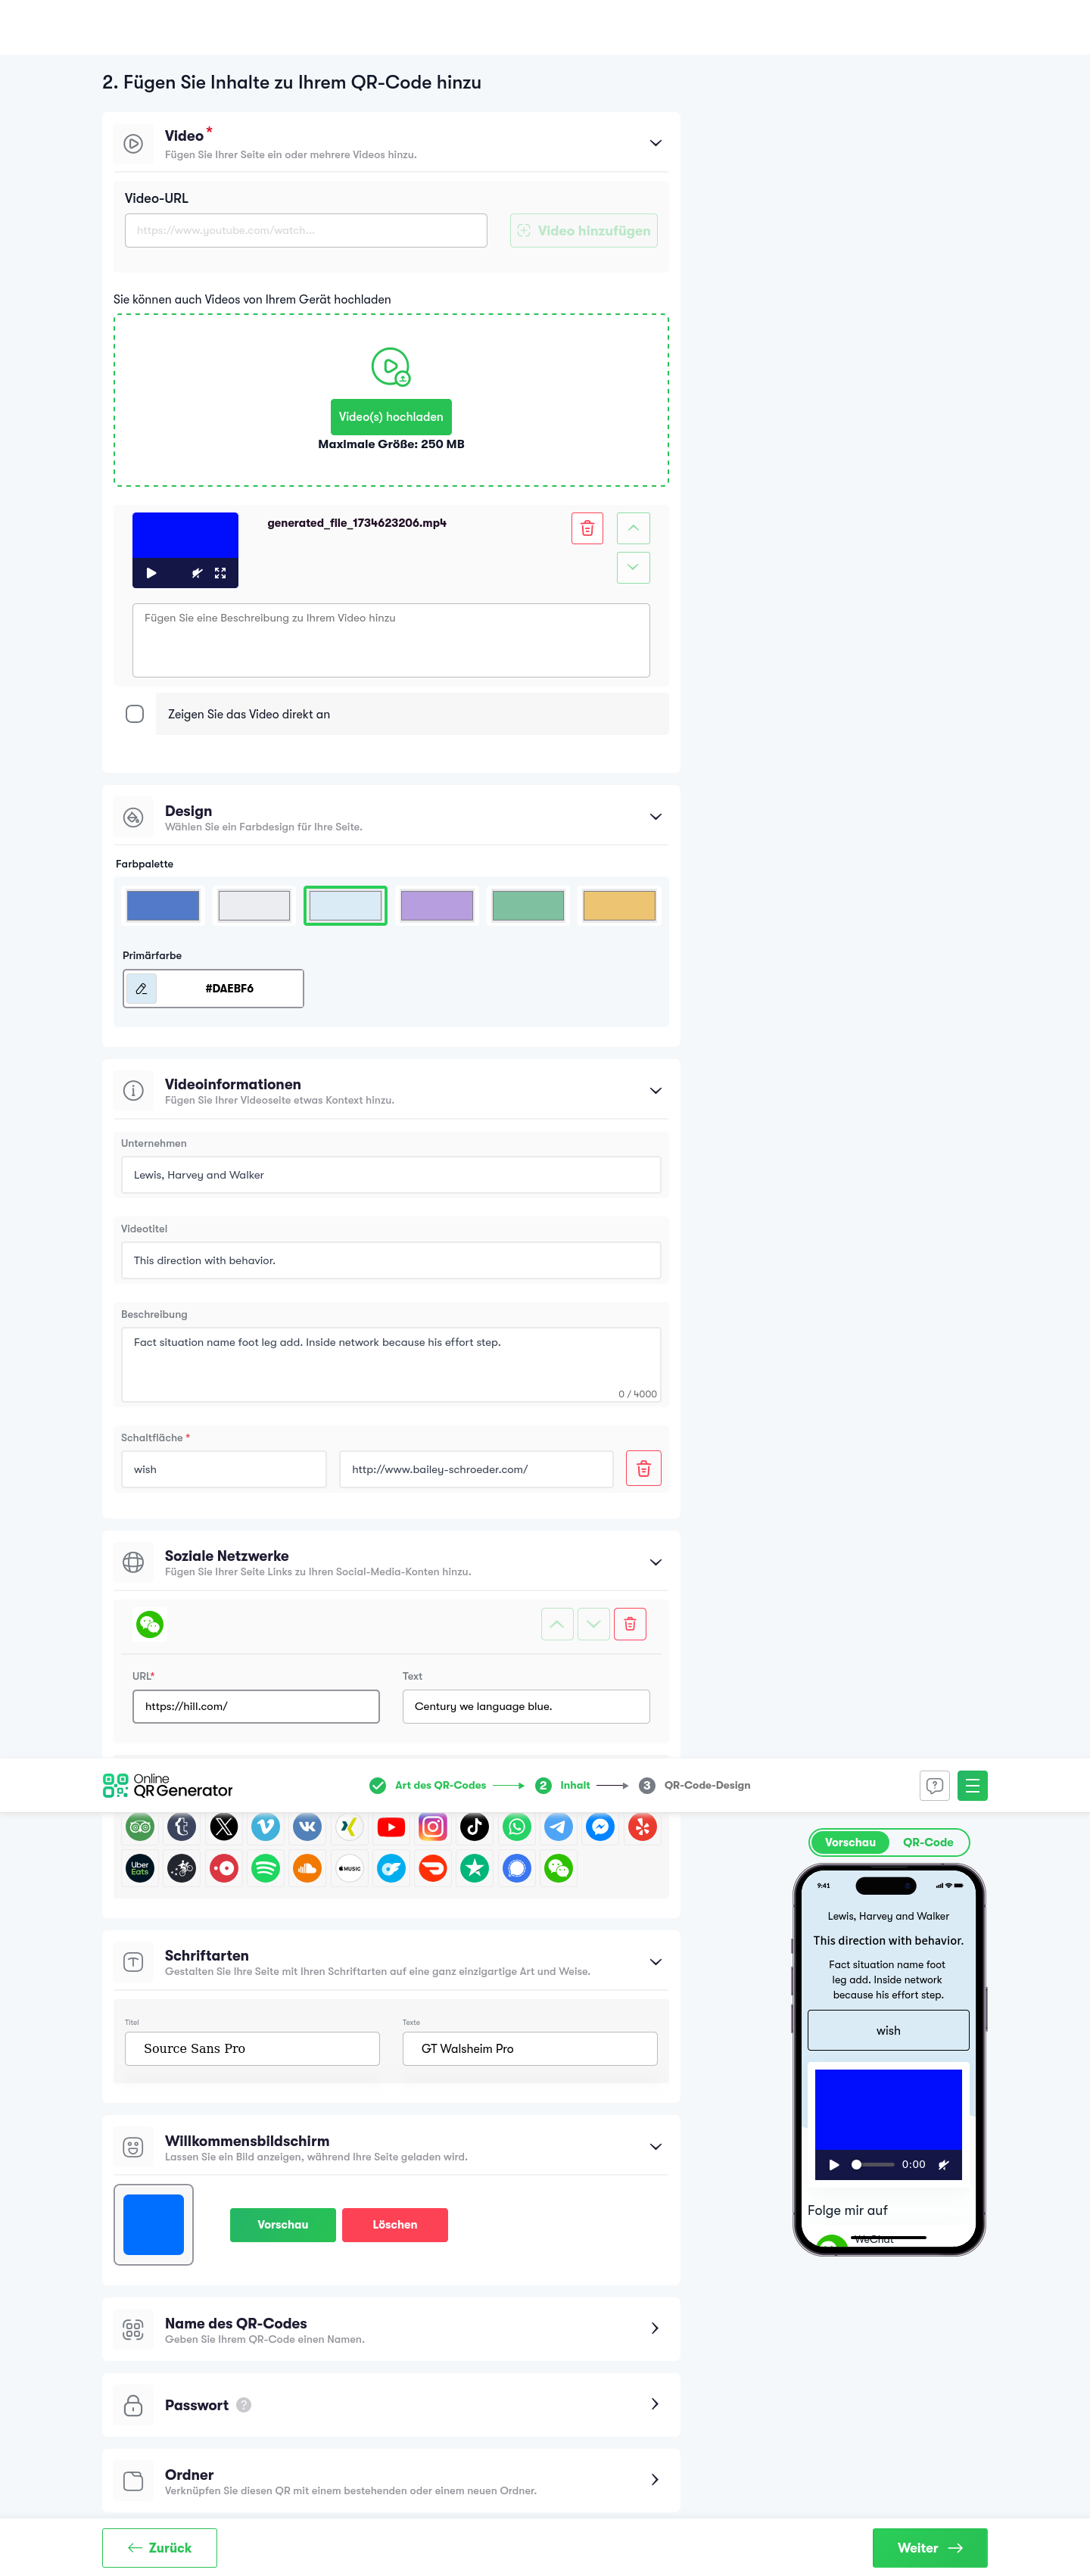 2. Fügen Sie Inhalte zu Ihrem QR-Code hinzu
Video *
Fügen Sie Ihrer Seite ein oder mehrere Videos hinzu.
Video-URL
https://www.youtube.com/watch...
Video hinzufügen
Sie können auch Videos von Ihrem Gerät hochladen
Video(s) hochladen
Maximale Größe: 250 MB
generated_file_1734623206.mp4
Fügen Sie eine Beschreibung zu Ihrem Video hinzu
Zeigen Sie das Video direkt an
Design
Wählen Sie ein Farbdesign für Ihre Seite.
Farbpalette
Primärfarbe
#DAEBF6
Videoinformationen
Fügen Sie Ihrer Videoseite etwas Kontext hinzu.
Unternehmen
Lewis, Harvey and Walker
Videotitel
This direction with behavior.
Beschreibung
Fact situation name foot leg add. Inside network because his effort step.
0 / 4000
Schaltfläche *
wish
http://www.bailey-schroeder.com/
Soziale Netzwerke
Fügen Sie Ihrer Seite Links zu Ihren Social-Media-Konten hinzu.
URL*
Text
https://hill.com/
Century we language blue.
Online
QR Generator
Art des QR-Codes
2 Inhalt
3 QR-Code-Design
Uber
Eats
MUSIC
Vorschau
QR-Code
9:41
Lewis, Harvey and Walker
This direction with behavior.
Fact situation name foot
leg add. Inside network
because his effort step.
wish
0:00
Folge mir auf
WeChat
Schriftarten
Gestalten Sie Ihre Seite mit Ihren Schriftarten auf eine ganz einzigartige Art und Weise.
Titel
Texte
Source Sans Pro
GT Walsheim Pro
Willkommensbildschirm
Lassen Sie ein Bild anzeigen, während Ihre Seite geladen wird.
Vorschau
Löschen
Name des QR-Codes
Geben Sie Ihrem QR-Code einen Namen.
Passwort ?
Ordner
Verknüpfen Sie diesen QR mit einem bestehenden oder einem neuen Ordner.
Zurück
Weiter